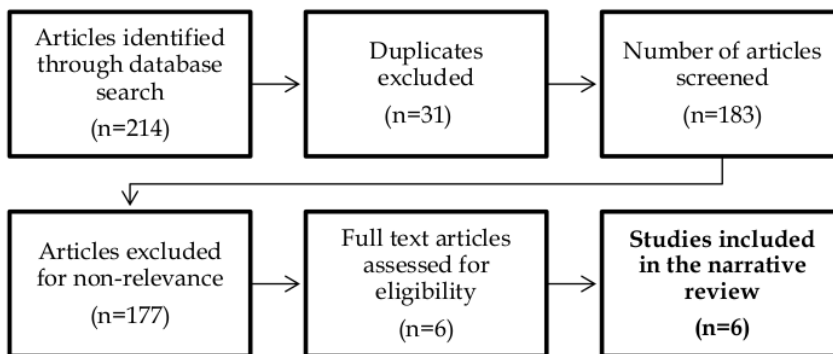 Articles identified
through database
search
(n=214)
Duplicates
excluded
(n=31)
Number of articles
screened
(n=183)
Articles excluded
for non-relevance
(n=177)
Full text articles
assessed for
eligibility
(n=6)
Studies included
in the narrative
review
(n=6)